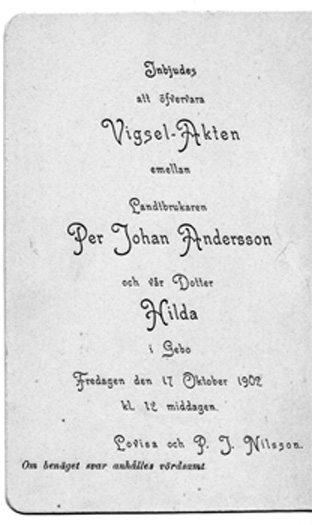 Inbjudes
att öfvervara
Vigsel-Akten
emellan
Landtbrukaren
Per Johan Andersson
och vår Dotter
Hilda
i Gebo
Fredagen den 17 Oktober 1902
kl. 12 middagen.
Lovisa och P. J. Nilsson.
Om benäget svar anhålles vördsamt